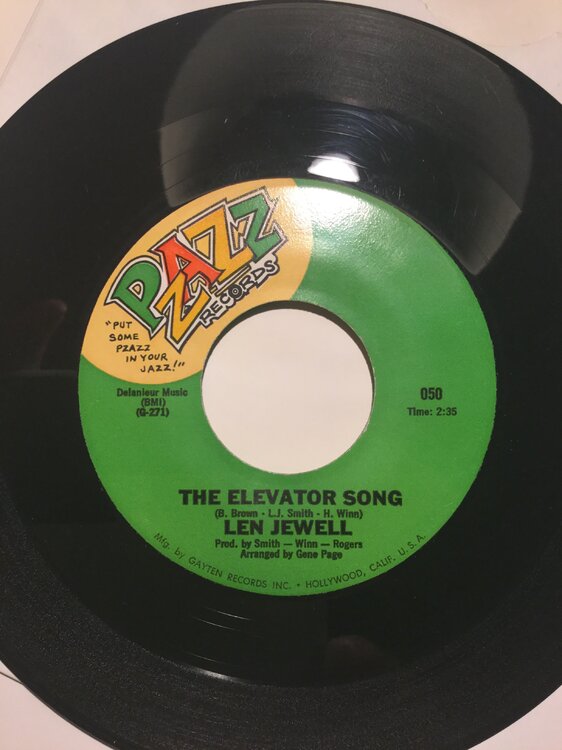 PZAZZ
RECORDS
"PUT
SOME
PZAZZ
IN YOUR
JAZZ!"
Delanieur Music
(BMI)
(G-271)
050
Time: 2:35
THE ELEVATOR SONG
(B. Brown - L.J. Smith - H. Winn)
LEN JEWELL
Prod. by Smith — Winn — Rogers
Arranged by Gene Page
Mfg. by GAYTEN RECORDS INC. • HOLLYWOOD, CALIF. U.S.A.